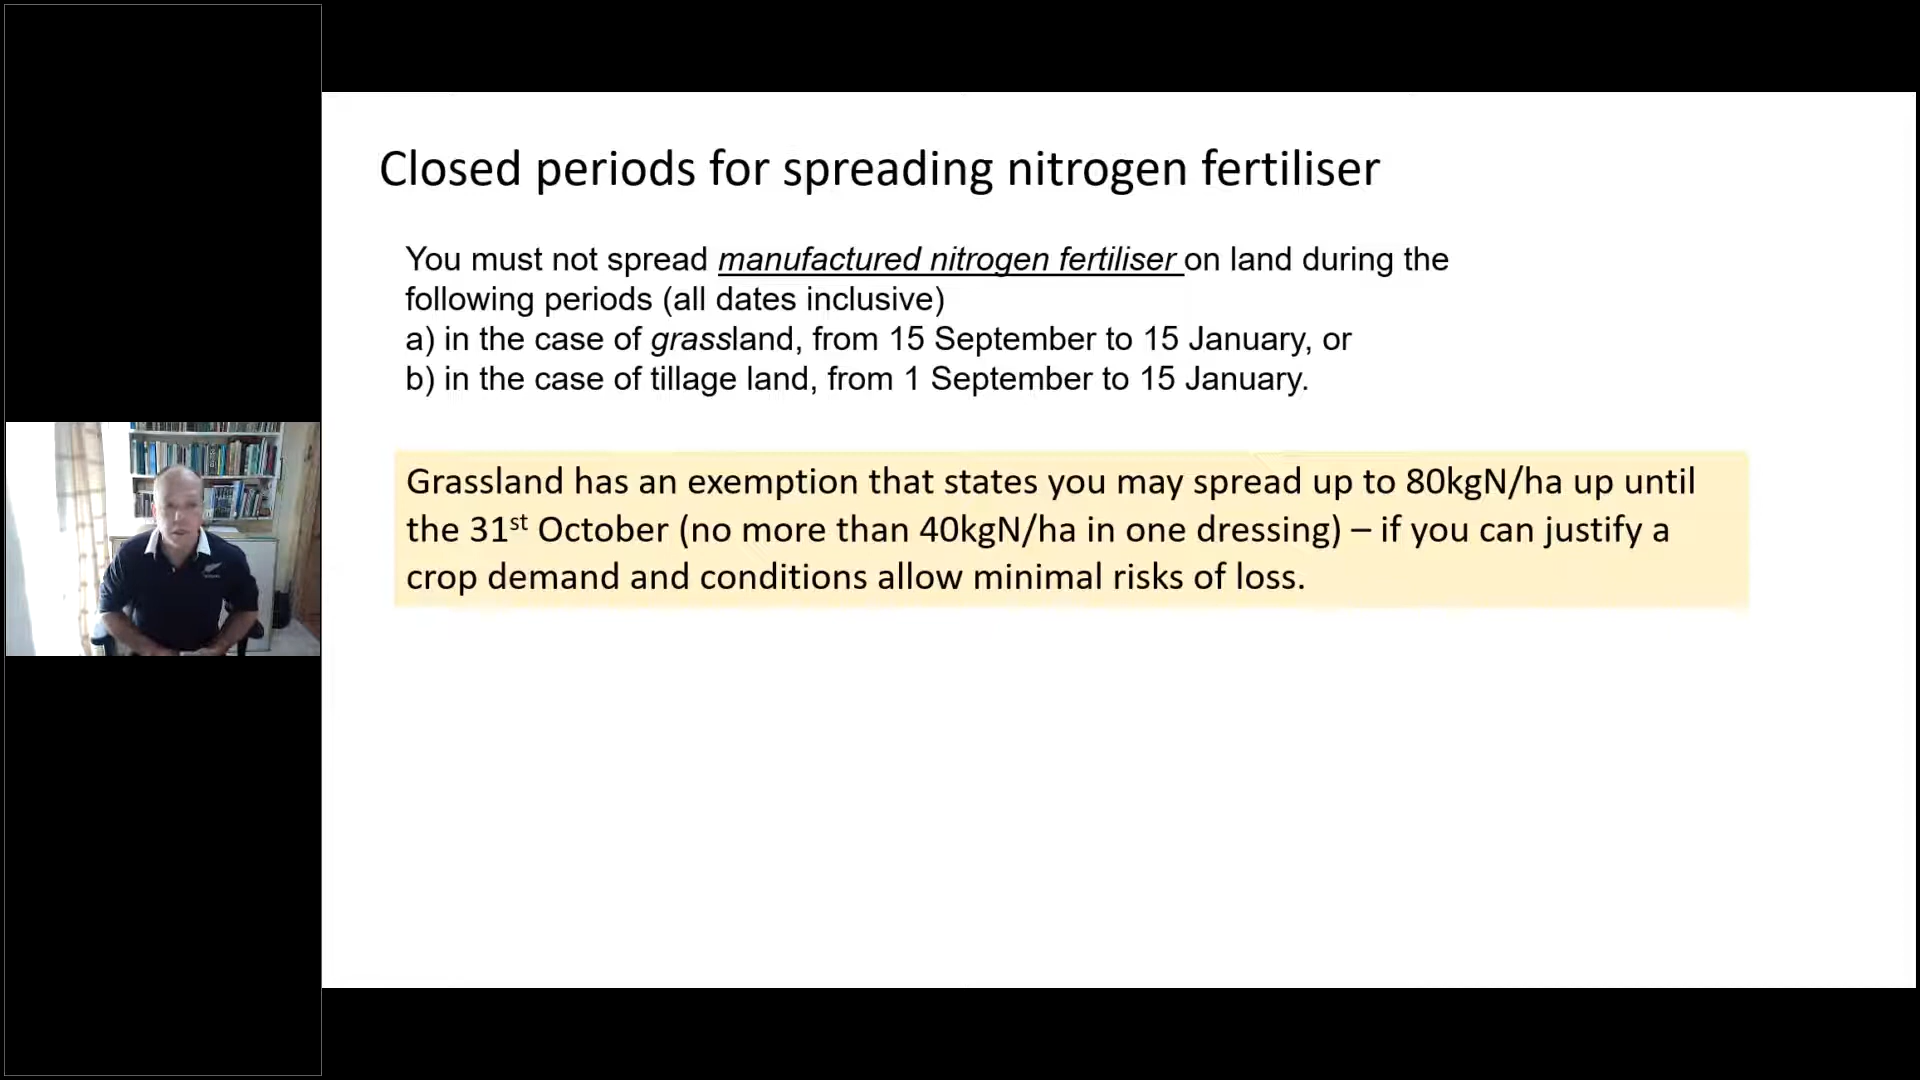 Closed periods for spreading nitrogen fertiliser
You must not spread manufactured nitrogen fertiliser on land during the
following periods (all dates inclusive)
a) in the case of grassland, from 15 September to 15 January, or
b) in the case of tillage land, from 1 September to 15 January.
Grassland has an exemption that states you may spread up to 80kgN/ha up until
the 31st October (no more than 40kgN/ha in one dressing) – if you can justify a
crop demand and conditions allow minimal risks of loss.